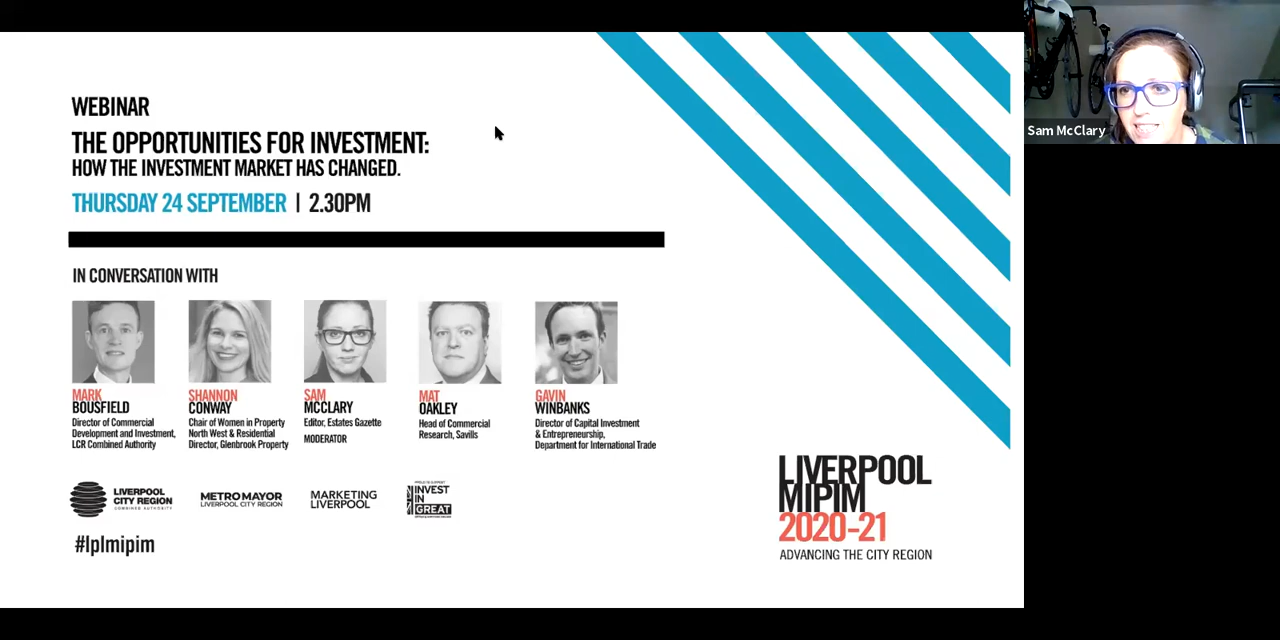 WEBINAR
THE OPPORTUNITIES FOR INVESTMENT:
HOW THE INVESTMENT MARKET HAS CHANGED.
THURSDAY 24 SEPTEMBER | 2.30PM
IN CONVERSATION WITH
MARK
BOUSFIELD
Director of Commercial
Development and Investment,
LCR Combined Authority
SHANNON
CONWAY
Chair of Women in Property
North West & Residential
Director, Glenbrook Property
SAM
MCCLARY
Editor, Estates Gazette
MODERATOR
MAT
OAKLEY
Head of Commercial
Research, Savills
GAVIN
WINBANKS
Director of Capital Investment
& Entrepreneurship,
Department for International Trade
LIVERPOOL
CITY REGION
COMBINED AUTHORITY
METRO MAYOR
LIVERPOOL CITY REGION
MARKETING
LIVERPOOL
INVEST
IN
GREAT
#lplmipim
LIVERPOOL
MIPIM
2020-21
ADVANCING THE CITY REGION
Sam McClary